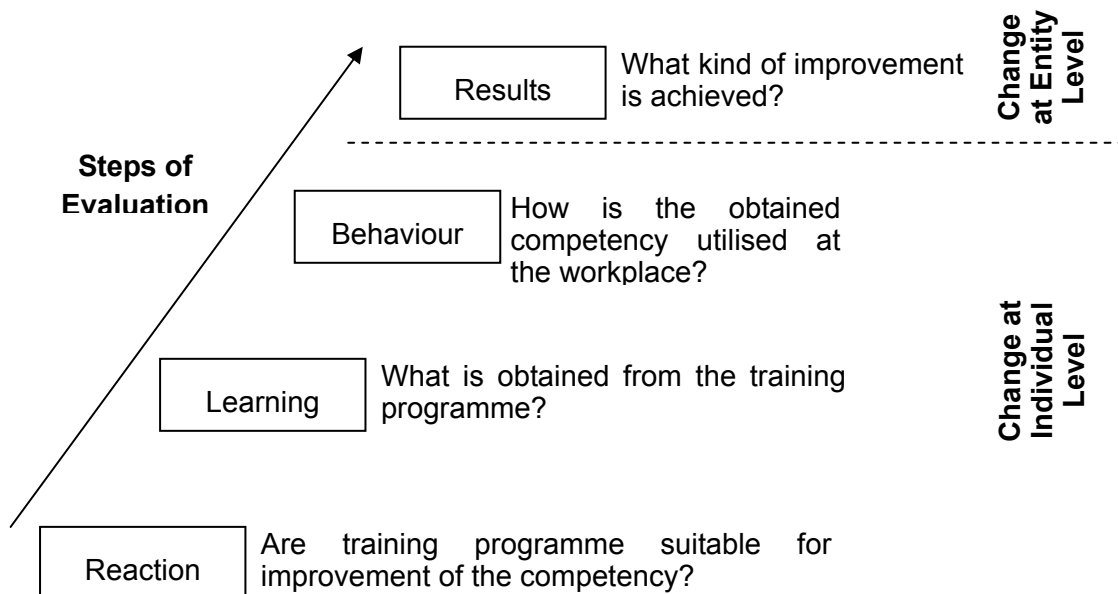 Results
What kind of improvement
is achieved?
Change
at Entity
Level
Steps of
Evaluation
Behaviour
How is the obtained
competency utilised at
the workplace?
Change at
Individual
Level
Learning
What is obtained from the training
programme?
Reaction
Are training programme suitable for
improvement of the competency?